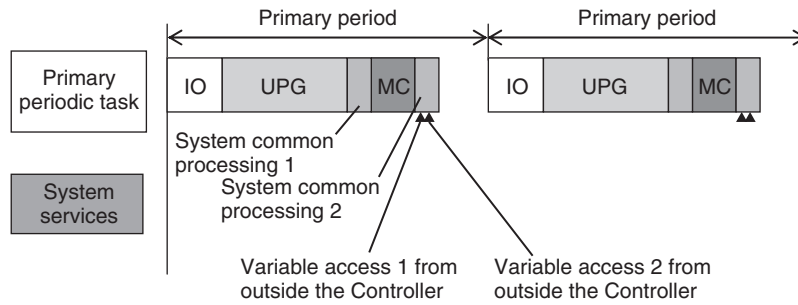 Primary period
Primary period
Primary
periodic task
IO
UPG
MC
IO
UPG
MC
System common
processing 1
System common
processing 2
System
services
Variable access 1 from
outside the Controller
Variable access 2 from
outside the Controller